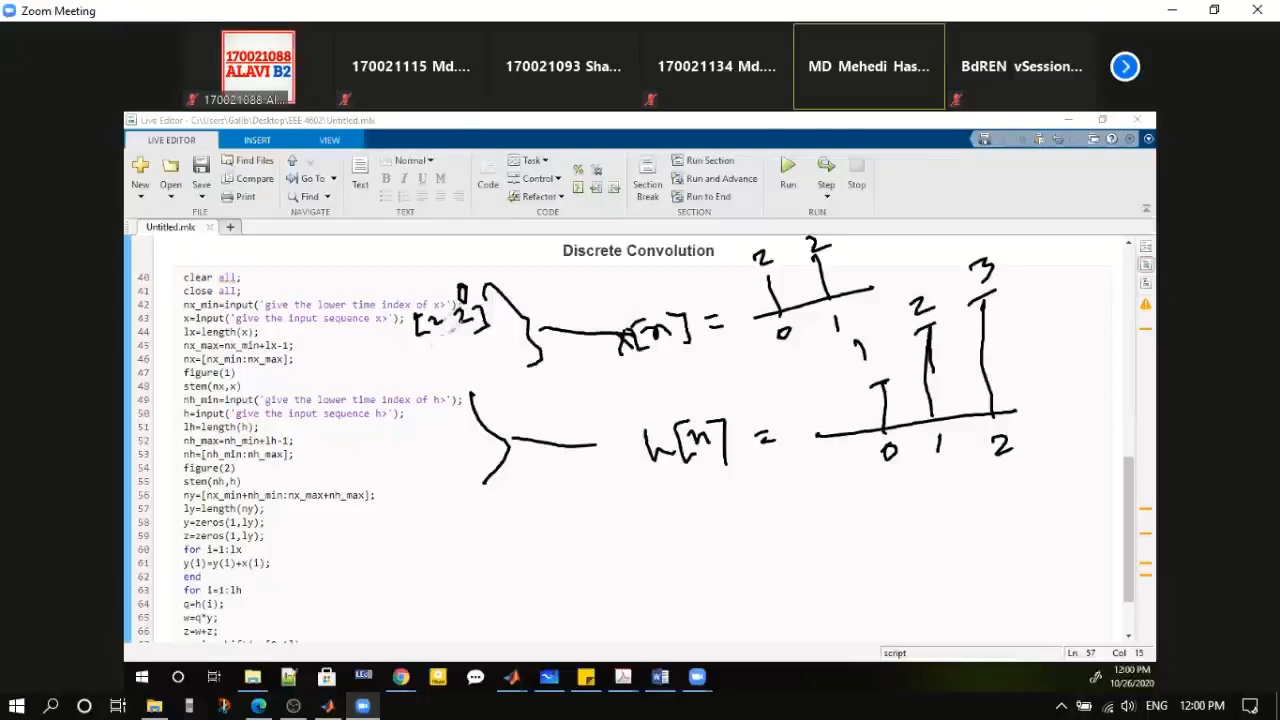 Zoom Meeting
170021088
ALAVI B2
170021088 Al...
170021115 Md....
170021093 Sha...
170021134 Md....
MD Mehedi Has...
BdREN vSession...
Live Editor - C:\Users\Galib\Desktop\EEE 4602\Untitled.mlx
LIVE EDITOR INSERT VIEW
New Open Save
Find Files
Compare
Print
FILE
Go To
Find
NAVIGATE
Text
Normal
B I U M
TEXT
Code
Task
Control
Refactor
CODE
Section
Break
Run Section
Run and Advance
Run to End
SECTION
Run Step Stop
RUN
Untitled.mlx
Discrete Convolution
40 clear all;
41 close all;
42 nx_min=input('give the lower time index of x>')
43 x=input('give the input sequence x>');
44 lx=length(x);
45 nx_max=nx_min+lx-1;
46 nx=[nx_min:nx_max];
47 figure(1)
48 stem(nx,x)
49 nh_min=input('give the lower time index of h>');
50 h=input('give the input sequence h>');
51 lh=length(h);
52 nh_max=nh_min+lh-1;
53 nh=[nh_min:nh_max];
54 figure(2)
55 stem(nh,h)
56 ny=[nx_min+nh_min:nx_max+nh_max];
57 ly=length(ny);
58 y=zeros(1,ly);
59 z=zeros(1,ly);
60 for i=1:lx
61 y(i)=y(i)+x(i);
62 end
63 for i=1:lh
64 q=h(i);
65 w=q*y;
66 z=w+z;
0
[2 2]
x[n] =
2 2
0 1
h[n] =
1 2 3
0 1 2
script
Ln: 57 Col 15
12:00 PM
10/26/2020
ENG 12:00 PM